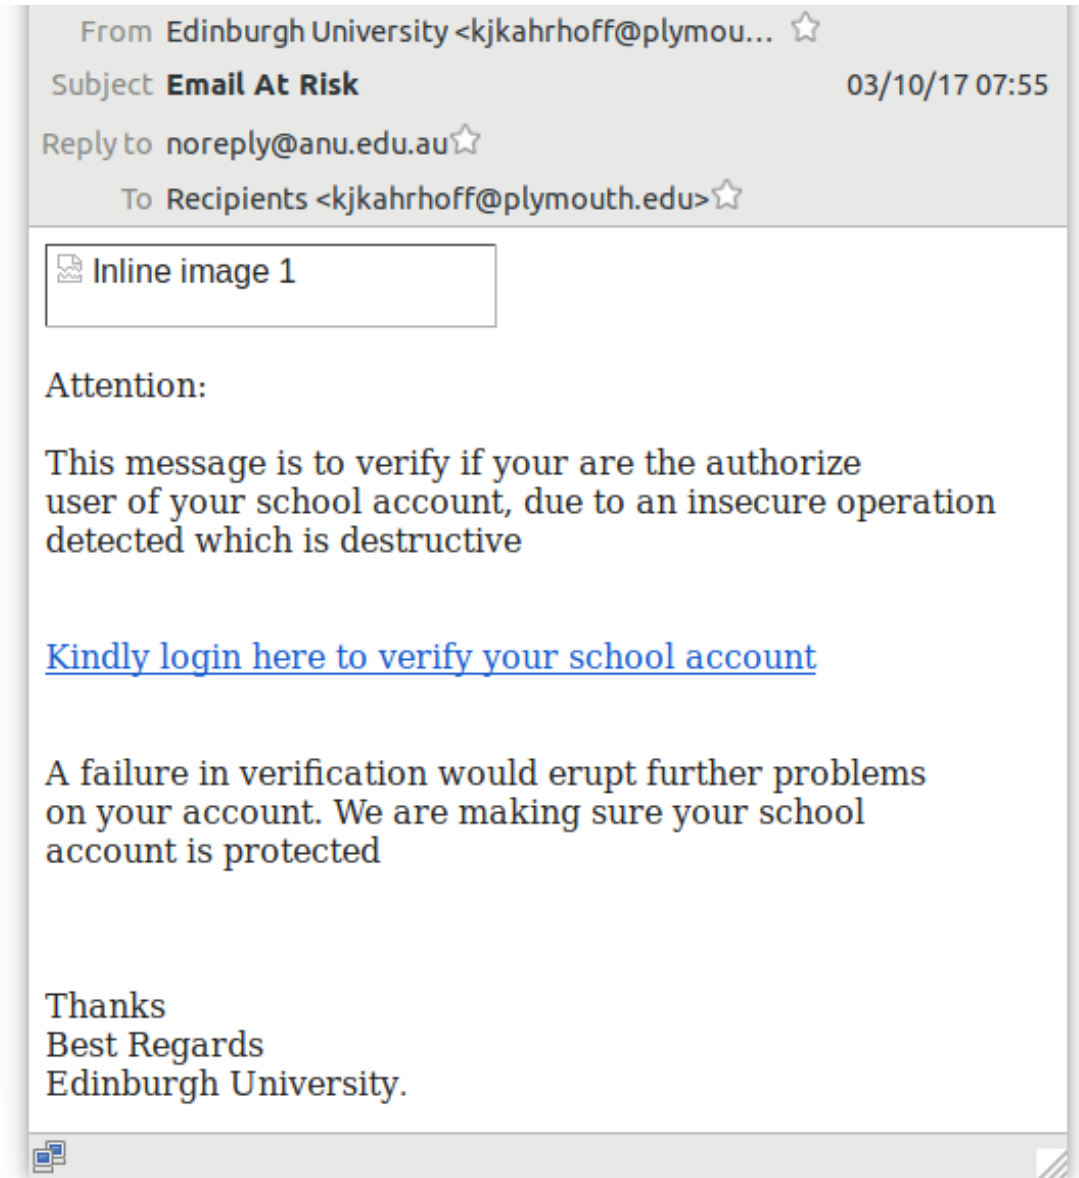 From Edinburgh University <kjkahrhoff@plymou...
Subject Email At Risk 03/10/17 07:55
Reply to noreply@anu.edu.au
To Recipients <kjkahrhoff@plymouth.edu>
Inline image 1
Attention:
This message is to verify if your are the authorize
user of your school account, due to an insecure operation
detected which is destructive
Kindly login here to verify your school account
A failure in verification would erupt further problems
on your account. We are making sure your school
account is protected
Thanks
Best Regards
Edinburgh University.